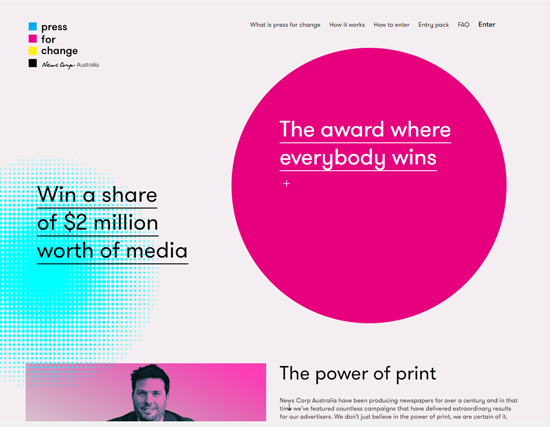 press
for
change
News Corp Australia
What is press for change How it works How to enter Entry pack FAQ Enter
The award where
everybody wins
Win a share
of $2 million
worth of media
The power of print
News Corp Australia have been producing newspapers for over a century and in that
time we've featured countless campaigns that have delivered extraordinary results
for our advertisers. We don't just believe in the power of print, we are certain of it.